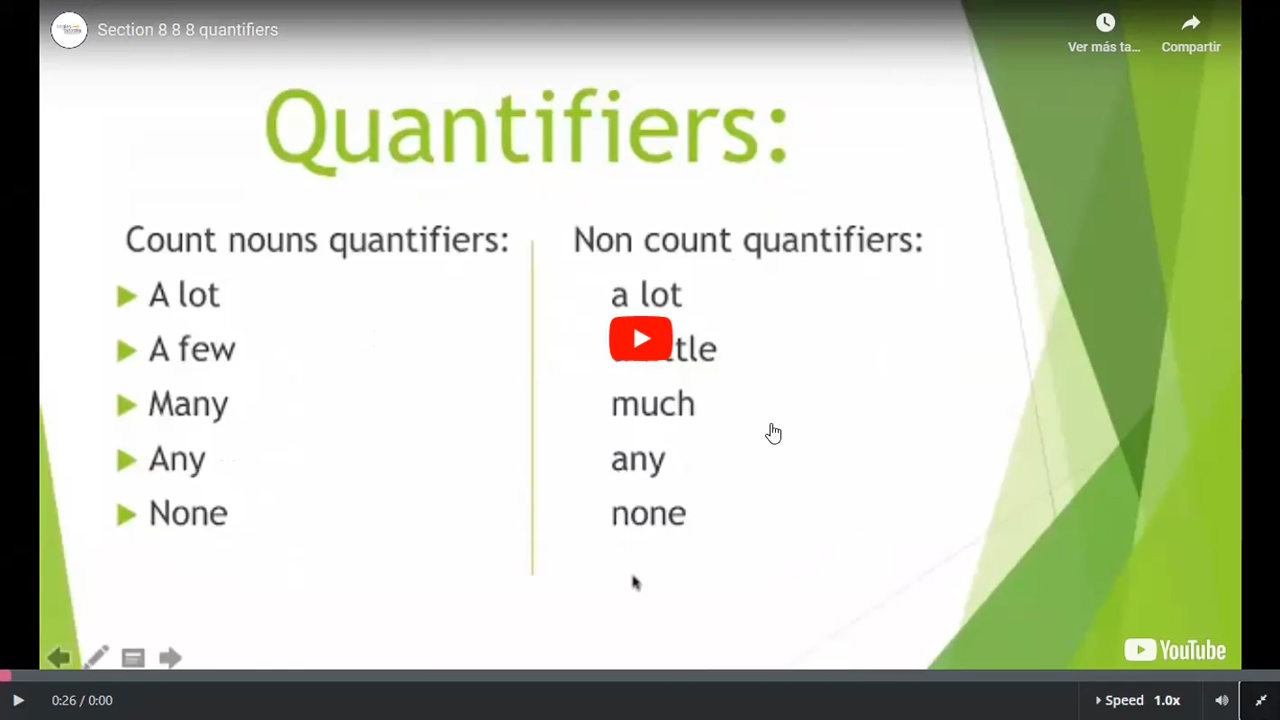 Section 8 8 8 quantifiers
Ver más ta...
Compartir
Quantifiers:
Count nouns quantifiers:
A lot
A few
Many
Any
None
Non count quantifiers:
a lot
much
any
none
YouTube
0:26 / 0:00
Speed 1.0x